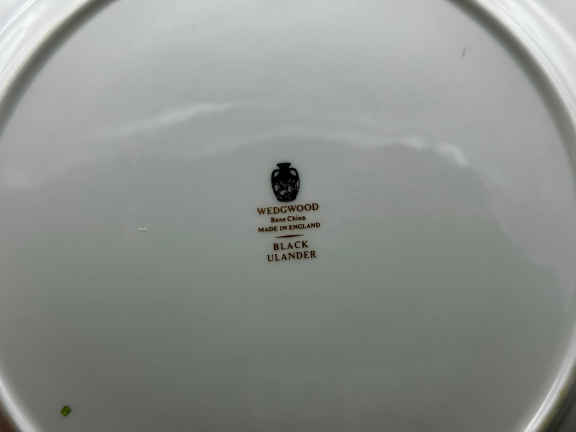 WEDGWOOD
Bone China
MADE IN ENGLAND
BLACK
ULANDER